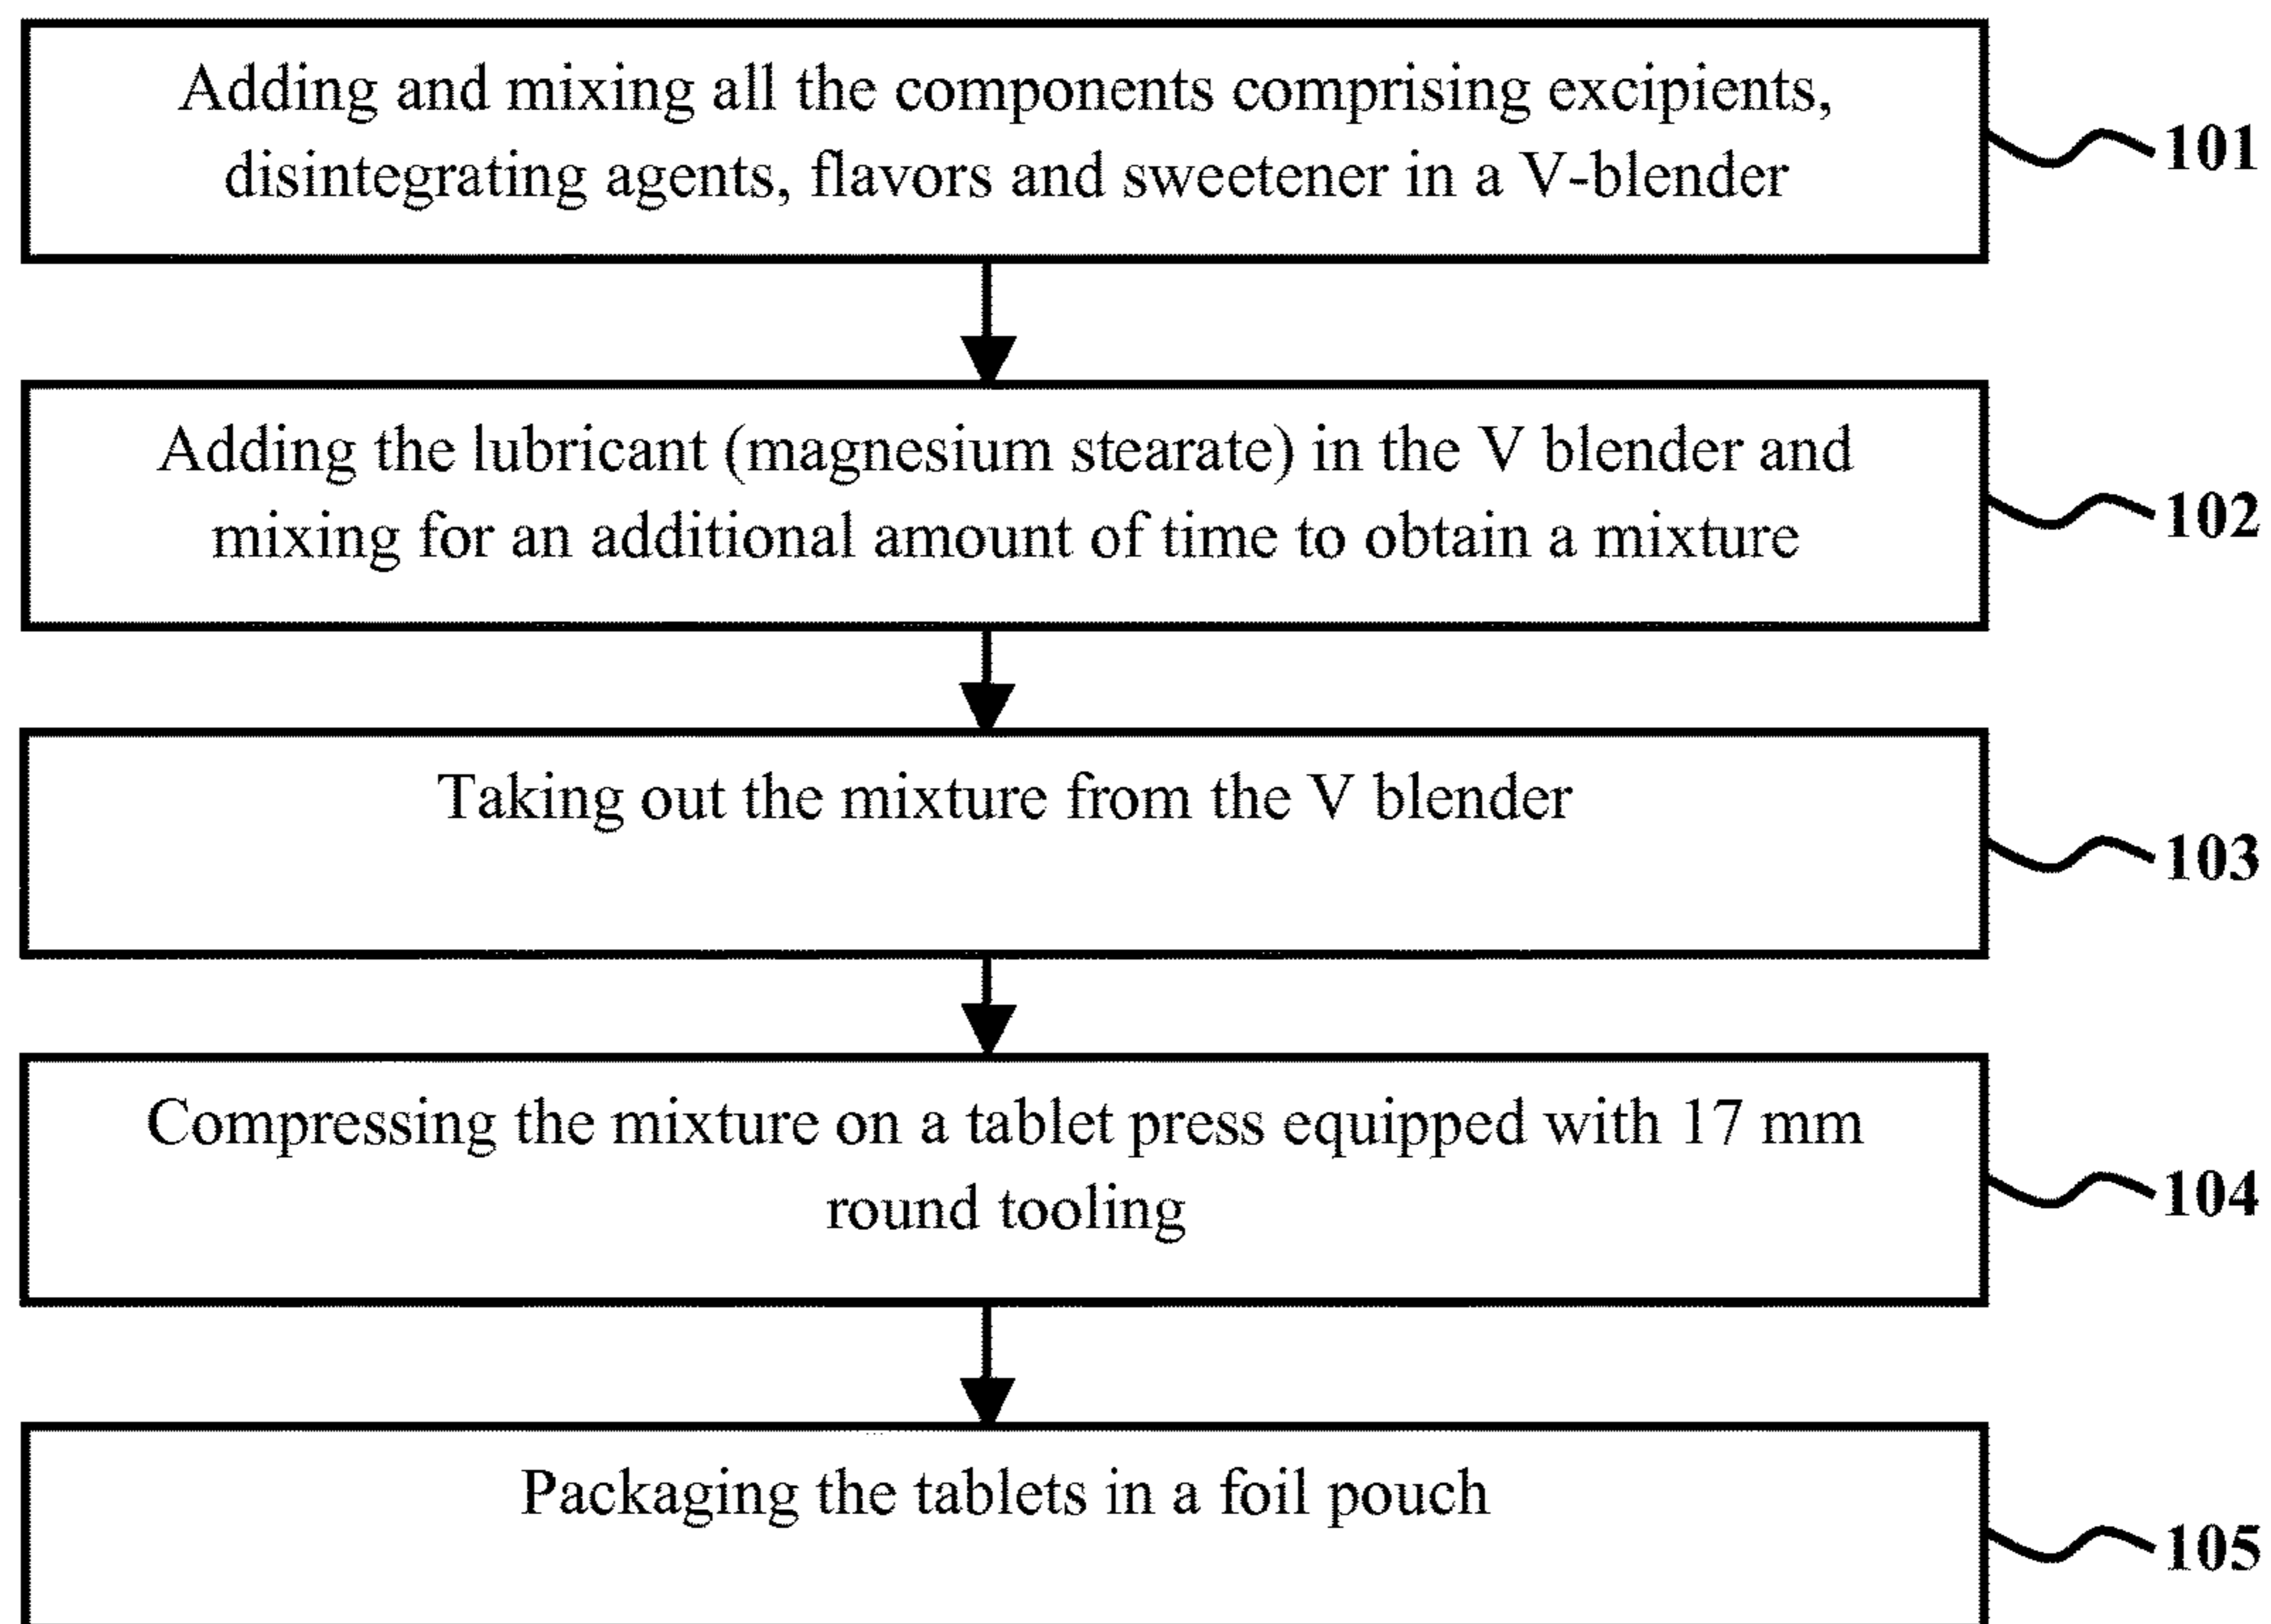 Adding and mixing all the components comprising excipients,
disintegrating agents, flavors and sweetener in a V-blender
101
Adding the lubricant (magnesium stearate) in the V blender and
mixing for an additional amount of time to obtain a mixture
102
Taking out the mixture from the V blender
103
Compressing the mixture on a tablet press equipped with 17 mm
round tooling
104
Packaging the tablets in a foil pouch
105